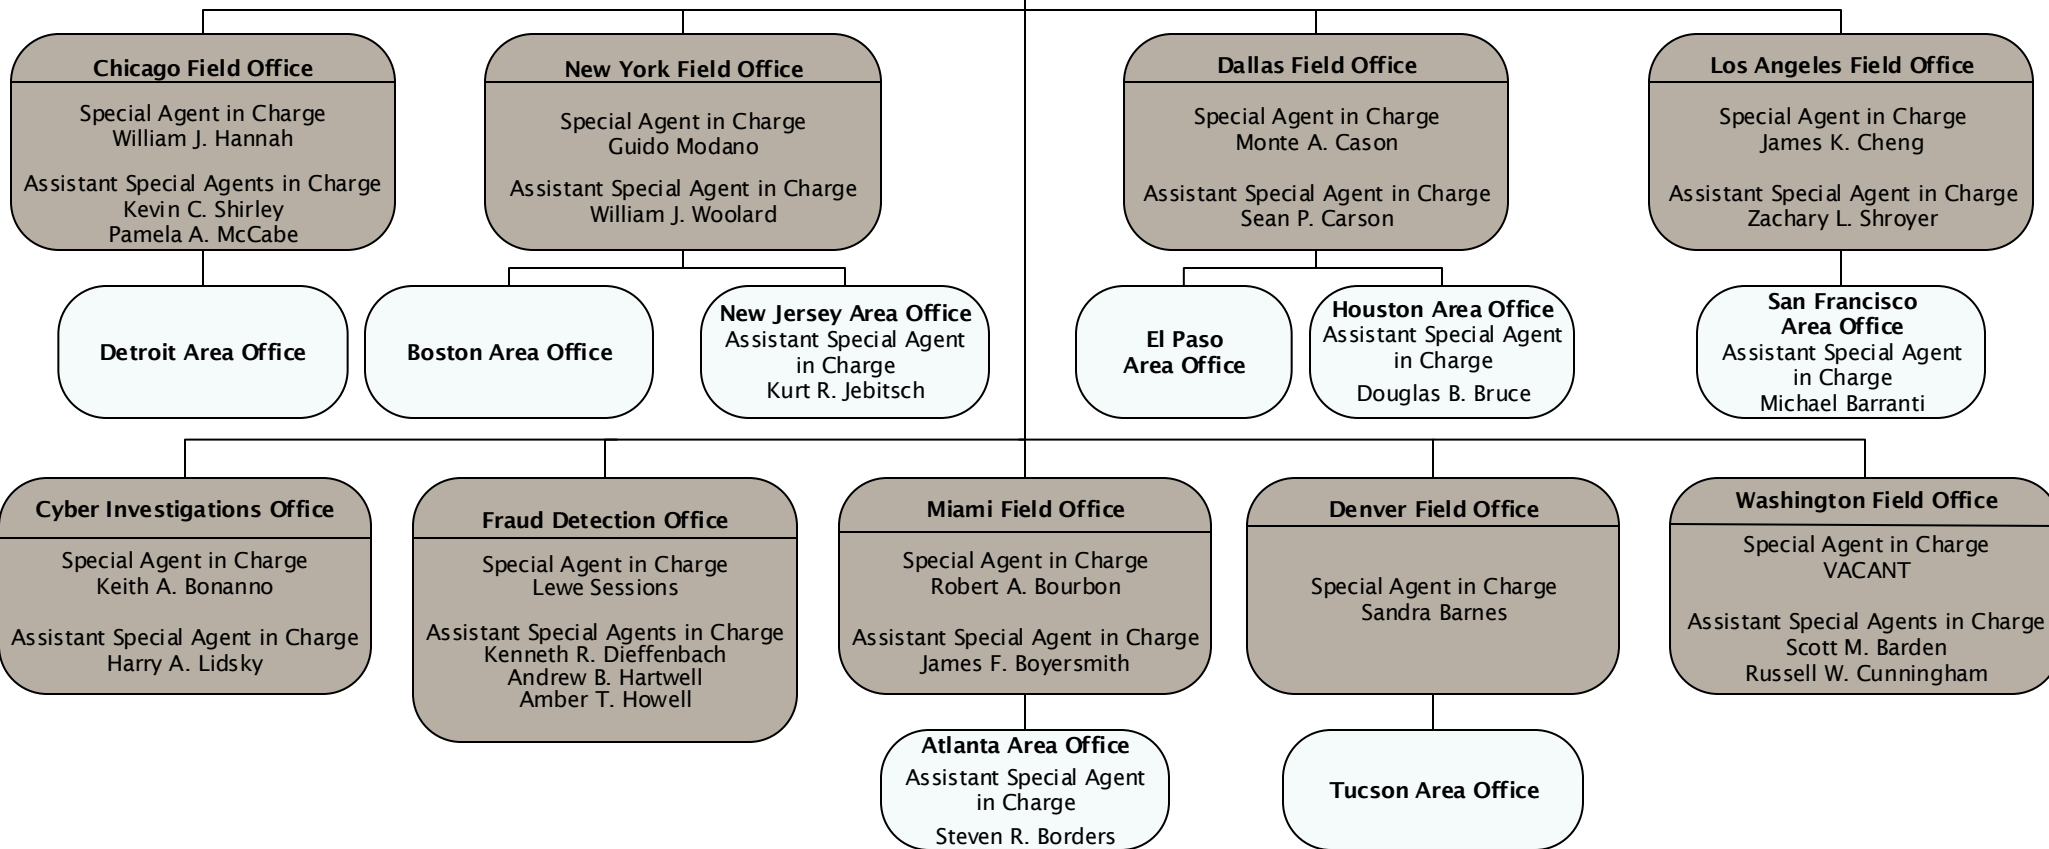 Chicago Field Office
Special Agent in Charge
William J. Hannah
Assistant Special Agents in Charge
Kevin C. Shirley
Pamela A. McCabe
New York Field Office
Special Agent in Charge
Guido Modano
Assistant Special Agent in Charge
William J. Woolard
Dallas Field Office
Special Agent in Charge
Monte A. Cason
Assistant Special Agent in Charge
Sean P. Carson
Los Angeles Field Office
Special Agent in Charge
James K. Cheng
Assistant Special Agent in Charge
Zachary L. Shroyer
Detroit Area Office
Boston Area Office
New Jersey Area Office
Assistant Special Agent
in Charge
Kurt R. Jebitsch
El Paso
Area Office
Houston Area Office
Assistant Special Agent
in Charge
Douglas B. Bruce
San Francisco
Area Office
Assistant Special Agent
in Charge
Michael Barranti
Cyber Investigations Office
Special Agent in Charge
Keith A. Bonanno
Assistant Special Agent in Charge
Harry A. Lidsky
Fraud Detection Office
Special Agent in Charge
Lewe Sessions
Assistant Special Agents in Charge
Kenneth R. Dieffenbach
Andrew B. Hartwell
Amber T. Howell
Miami Field Office
Special Agent in Charge
Robert A. Bourbon
Assistant Special Agent in Charge
James F. Boyersmith
Denver Field Office
Special Agent in Charge
Sandra Barnes
Washington Field Office
Special Agent in Charge
VACANT
Assistant Special Agents in Charge
Scott M. Barden
Russell W. Cunningham
Atlanta Area Office
Assistant Special Agent
in Charge
Steven R. Borders
Tucson Area Office